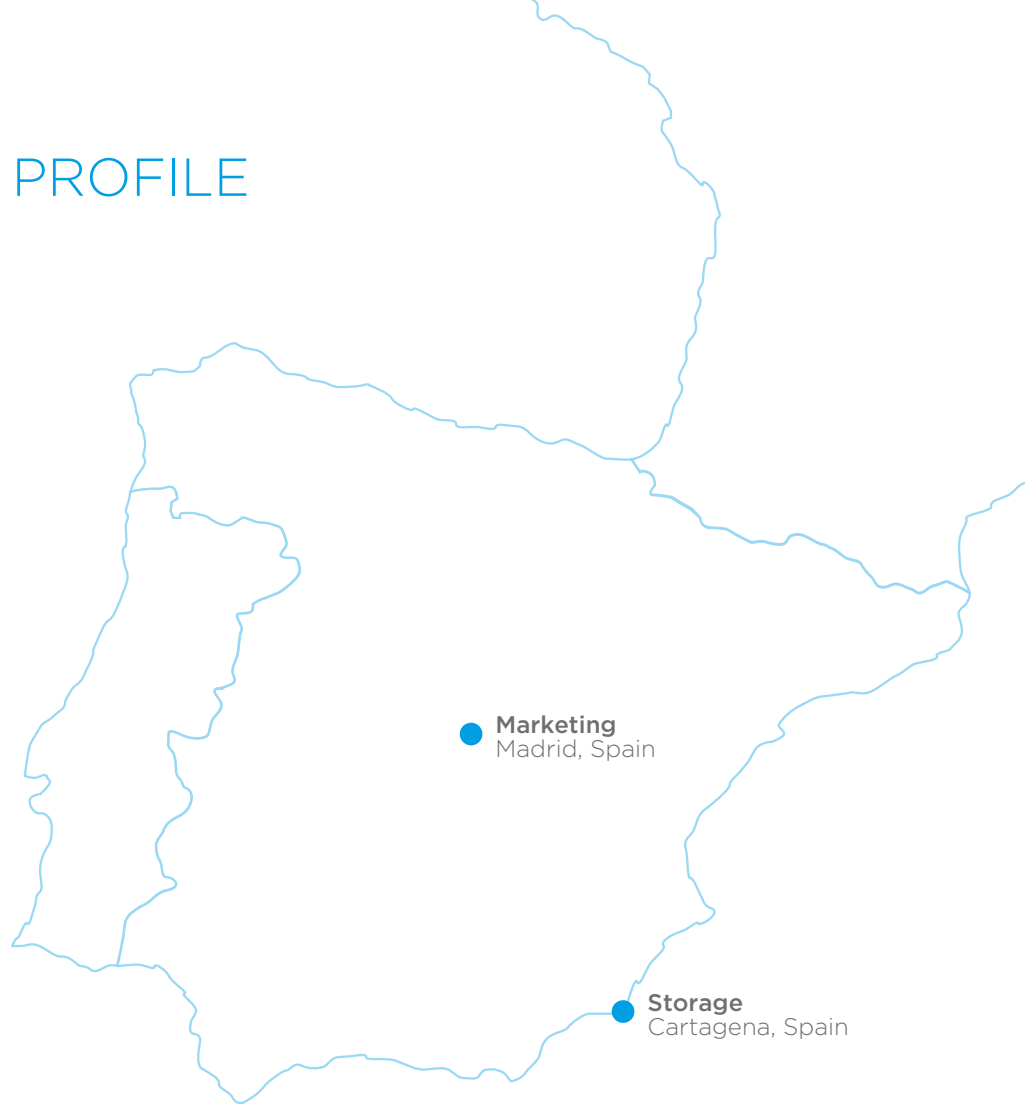 PROFILE
Marketing
Madrid, Spain
Storage
Cartagena, Spain